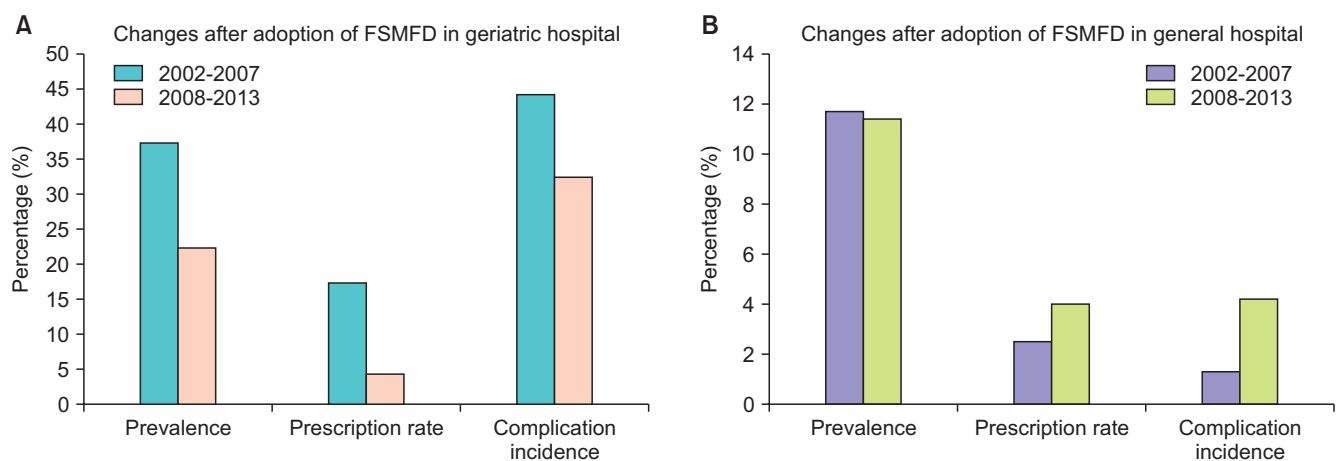 A
Changes after adoption of FSMFD in geriatric hospital
50
45
40
35
30
25
20
15
10
5
0
Percentage (%)
2002-2007
2008-2013
Prevalence
Prescription rate
Complication
incidence
B
Changes after adoption of FSMFD in general hospital
14
12
10
8
6
4
2
0
Percentage (%)
2002-2007
2008-2013
Prevalence
Prescription rate
Complication
incidence